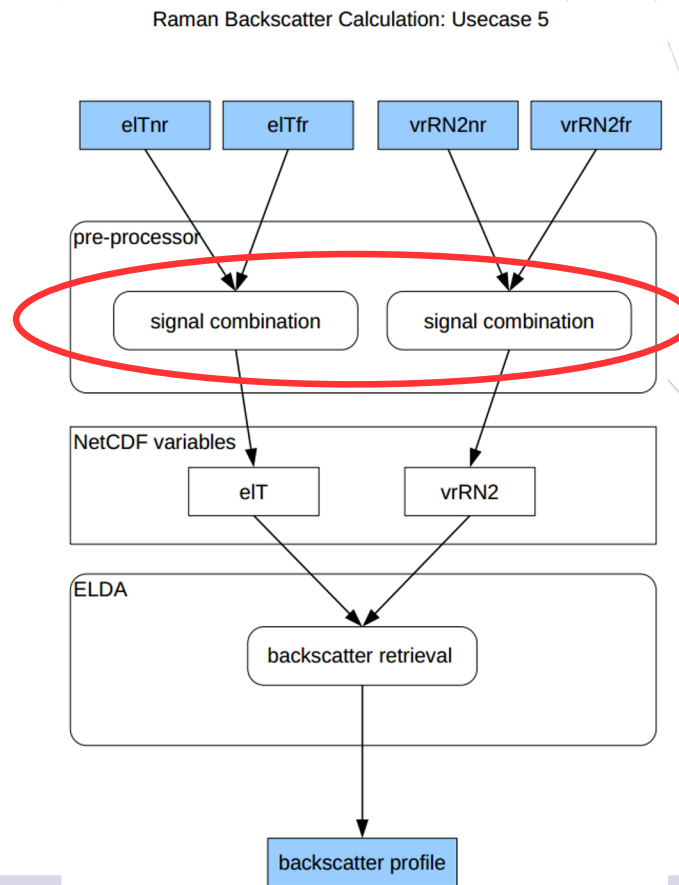 Raman Backscatter Calculation: Usecase 5
elTnr
elTfr
vrRN2nr
vrRN2fr
pre-processor
signal combination
signal combination
NetCDF variables
elT
vrRN2
ELDA
backscatter retrieval
backscatter profile